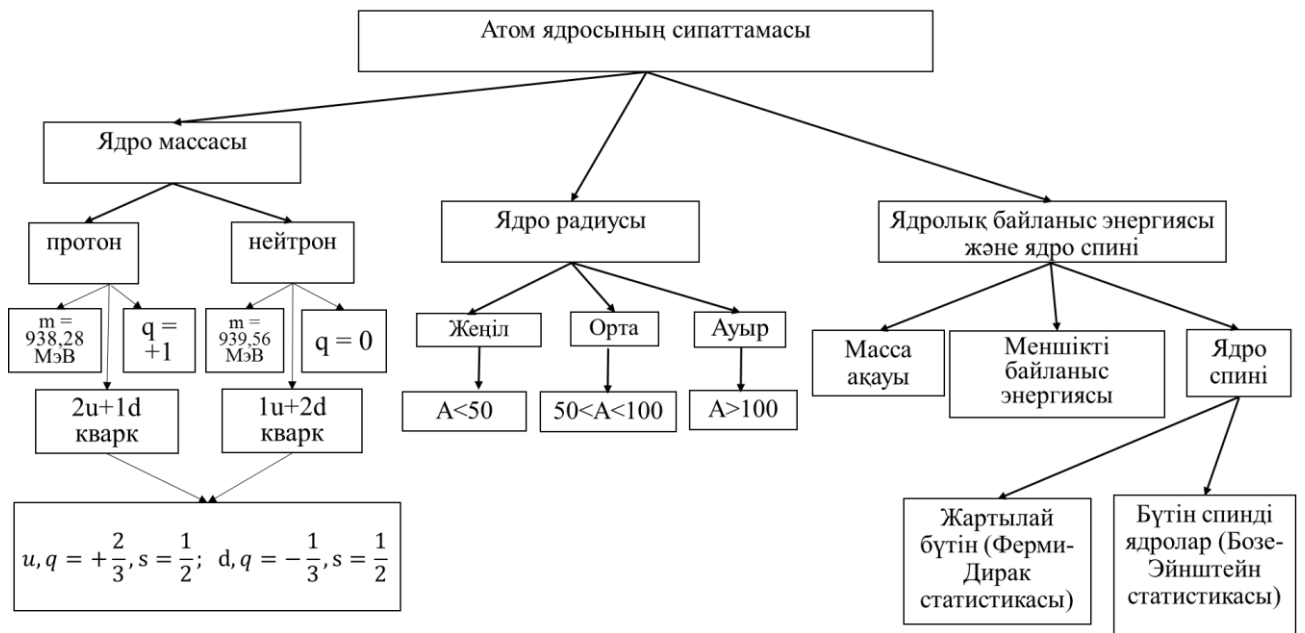 Атом ядросының сипаттамасы
Ядро массасы
Ядро радиусы
Ядролық байланыс энергиясы
және ядро спині
протон
нейтрон
m =
938,28
МэВ
q =
+1
m =
939,56
МэВ
q = 0
2u+1d
кварк
1u+2d
кварк
u, q = +2/3, s = 1/2; d, q = −1/3, s = 1/2
Жеңіл
Орта
Ауыр
A<50
50<A<100
A>100
Масса
ақауы
Меншікті
байланыс
энергиясы
Ядро
спині
Жартылай
бүтін (Ферми-
Дирак
статистикасы)
Бүтін спинді
ядролар (Бозе-
Эйнштейн
статистикасы)